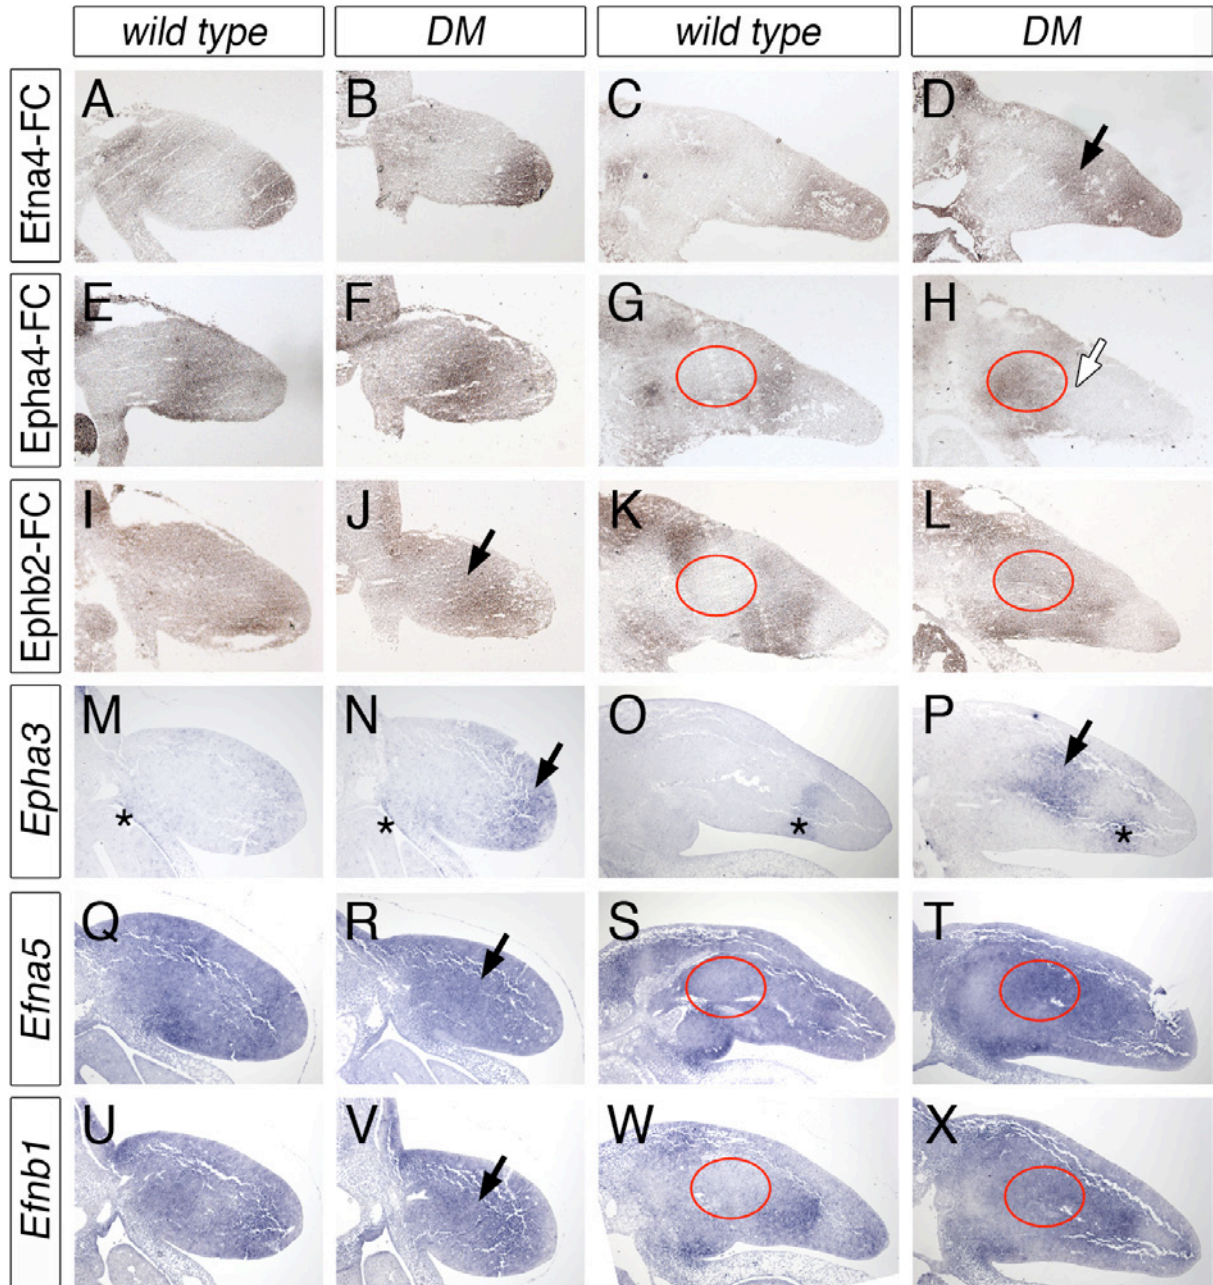 wild type DM wild type DM
Efna4-FC A B C D
Epha4-FC E F G H
Ephb2-FC I J K L
Epha3 M N O P
* * * *
Efna5 Q R S T
Efnb1 U V W X